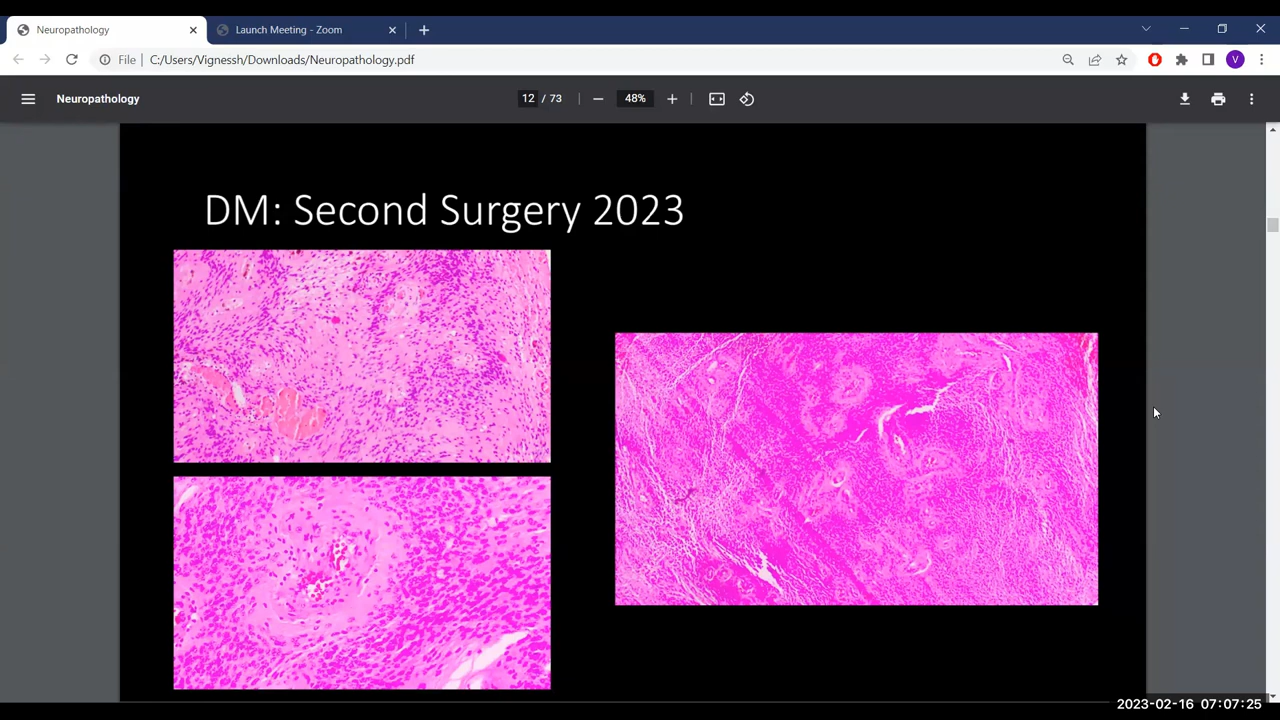 Neuropathology
Launch Meeting - Zoom
File
C:/Users/Vignessh/Downloads/Neuropathology.pdf
V
Neuropathology
12 / 73
48%
DM: Second Surgery 2023
2023-02-16 07:07:25